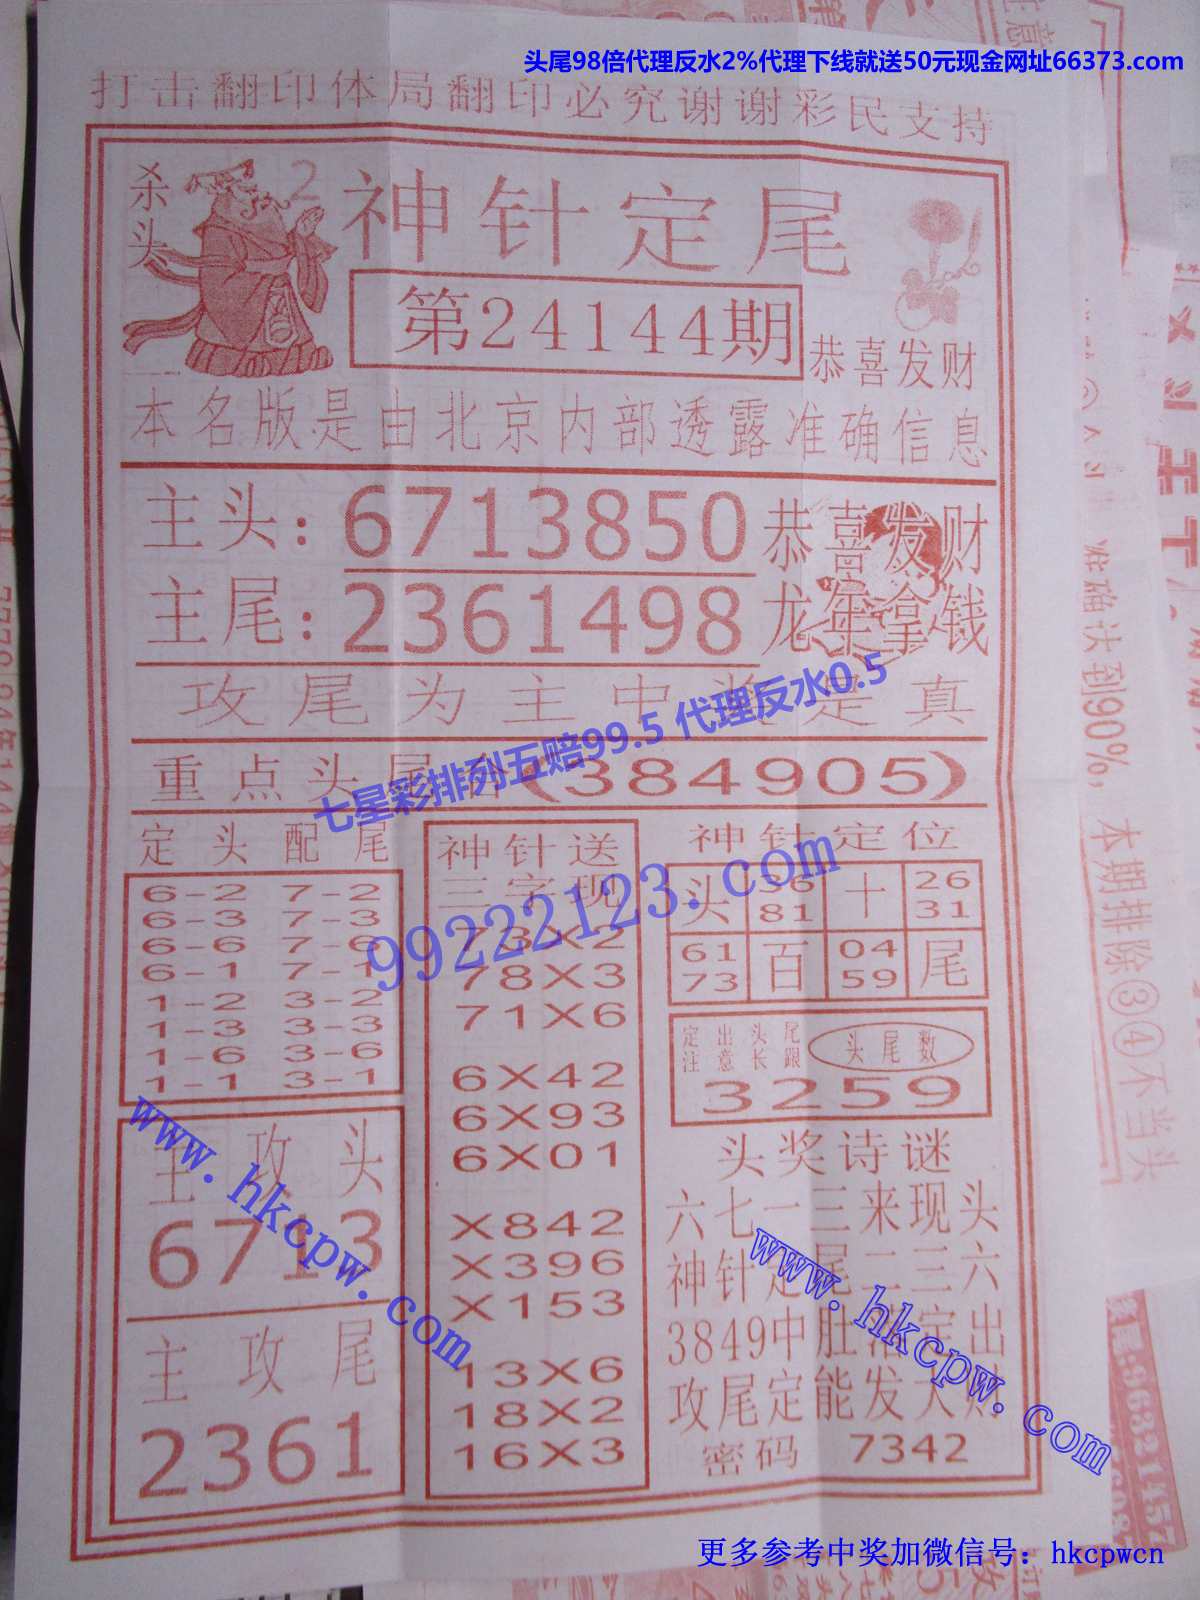 头尾98倍代理反水2%代理下线就送50元现金网址66373.com
打击翻印体局翻印必究谢谢彩民支持
杀头
2
神针定尾
第24144期
恭喜发财
本名版是由北京内部透露准确信息
主头:6713850 恭喜发财
主尾:2361498 龙年拿钱
攻尾为主中奖是真
七星彩排列五赔99.5 代理反水0.5
重点头尾合(384905)
定头配尾
6-2 7-2
6-3 7-3
6-6 7-6
6-1 7-1
1-2 3-2
1-3 3-3
1-6 3-6
1-1 3-1
主攻头
6713
主攻尾
2361
神针送
三字现
73X2
78X3
71X6
6X42
6X93
6X01
X842
X396
X153
13X6
18X2
16X3
99222123.com
神针定位
头 36 十 26
81 31
61 百 04 尾
73 59
定出头尾
注意长跟
头尾数
3259
头奖诗谜
六七一三来现头
神针定尾二三六
3849中肚落定出
攻尾定能发大财
密码 7342
www.hkcpw.com
www.hkcpw.com
准确决到90%,本期排除③④不当头
更多参考中奖加微信号：hkcpwcn